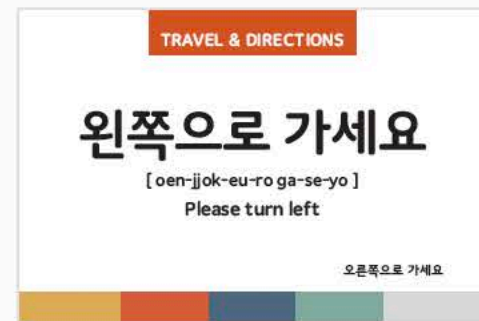 TRAVEL & DIRECTIONS
왼쪽으로 가세요
[ oen-jjok-eu-ro ga-se-yo ]
Please turn left
오른쪽으로 가세요